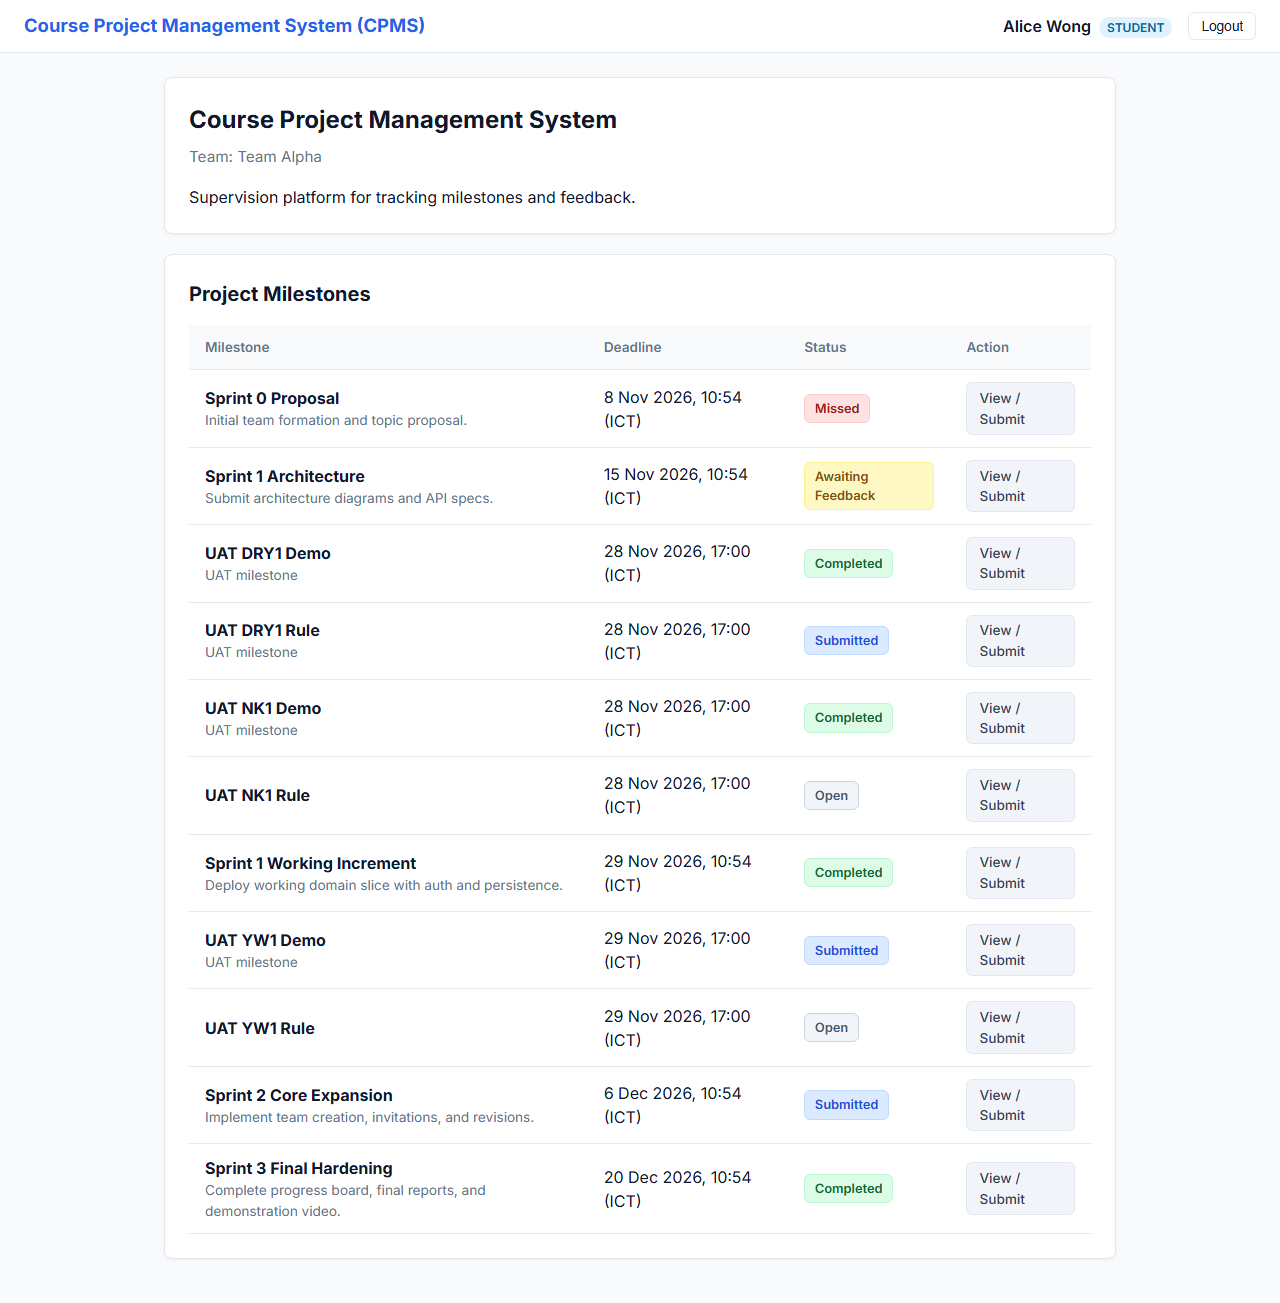 Course Project Management System (CPMS)
Alice Wong STUDENT Logout
Course Project Management System
Team: Team Alpha
Supervision platform for tracking milestones and feedback.
Project Milestones
Milestone Deadline Status Action
Sprint 0 Proposal
Initial team formation and topic proposal.
8 Nov 2026, 10:54
(ICT)
Missed
View /
Submit
Sprint 1 Architecture
Submit architecture diagrams and API specs.
15 Nov 2026, 10:54
(ICT)
Awaiting
Feedback
View /
Submit
UAT DRY1 Demo
UAT milestone
28 Nov 2026, 17:00
(ICT)
Completed
View /
Submit
UAT DRY1 Rule
UAT milestone
28 Nov 2026, 17:00
(ICT)
Submitted
View /
Submit
UAT NK1 Demo
UAT milestone
28 Nov 2026, 17:00
(ICT)
Completed
View /
Submit
UAT NK1 Rule
28 Nov 2026, 17:00
(ICT)
Open
View /
Submit
Sprint 1 Working Increment
Deploy working domain slice with auth and persistence.
29 Nov 2026, 10:54
(ICT)
Completed
View /
Submit
UAT YW1 Demo
UAT milestone
29 Nov 2026, 17:00
(ICT)
Submitted
View /
Submit
UAT YW1 Rule
29 Nov 2026, 17:00
(ICT)
Open
View /
Submit
Sprint 2 Core Expansion
Implement team creation, invitations, and revisions.
6 Dec 2026, 10:54
(ICT)
Submitted
View /
Submit
Sprint 3 Final Hardening
Complete progress board, final reports, and
demonstration video.
20 Dec 2026, 10:54
(ICT)
Completed
View /
Submit